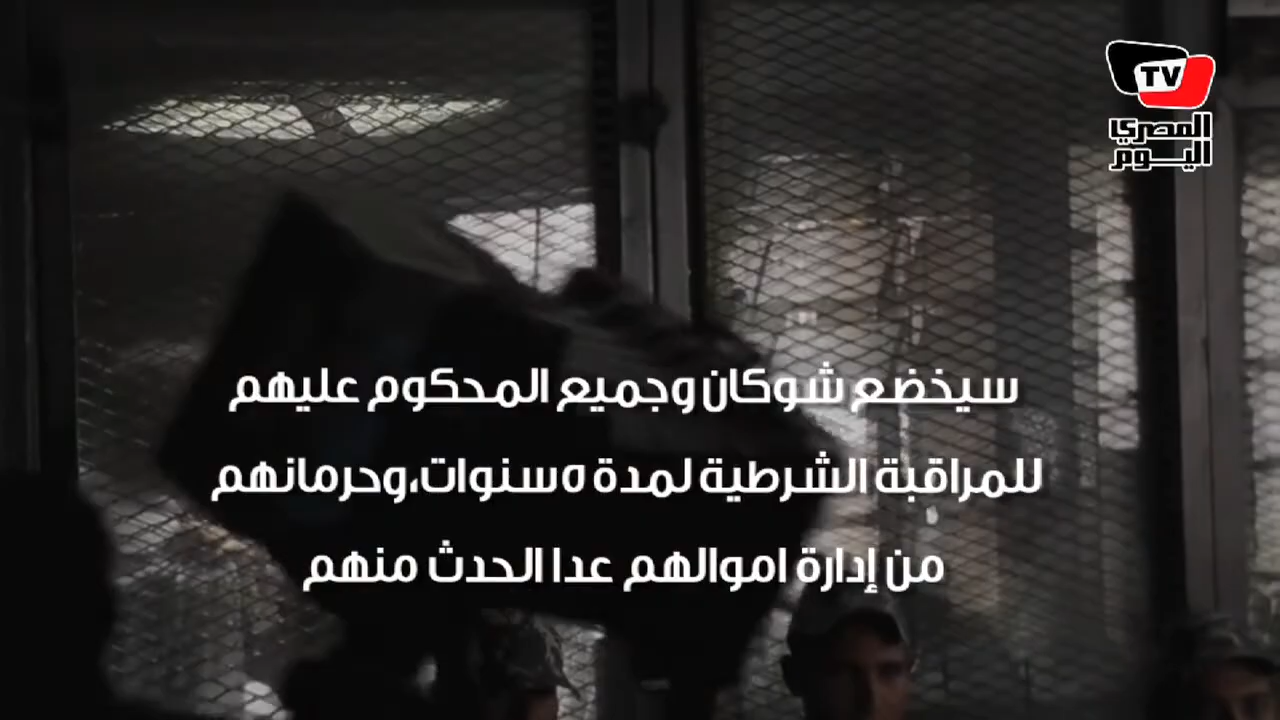 TV
المصري
اليوم
سيخضع شوكان وجميع المحكوم عليهم
للمراقبة الشرطية لمدة ٥ سنوات،وحرمانهم
من إدارة اموالهم عدا الحدث منهم